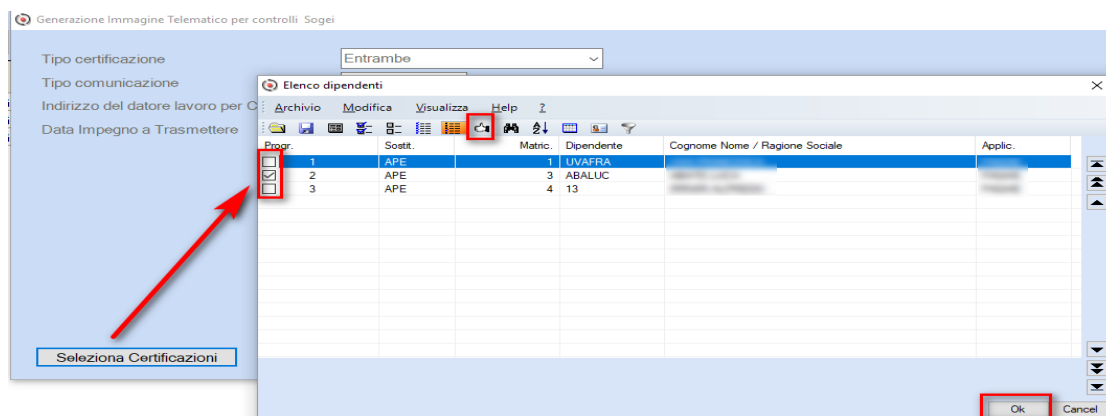 Generazione Immagine Telematico per controlli Sogei
Tipo certificazione
Entrambe
Tipo comunicazione
Indirizzo del datore lavoro per C
Data Impegno a Trasmettere
Seleziona Certificazioni
Elenco dipendenti
Archivio Modifica Visualizza Help ?
Progr. Sostit. Matric. Dipendente Cognome Nome / Ragione Sociale Applic.
1 APE 1 UVAFRA
2 APE 3 ABALUC
3 APE 4 13
Ok Cancel